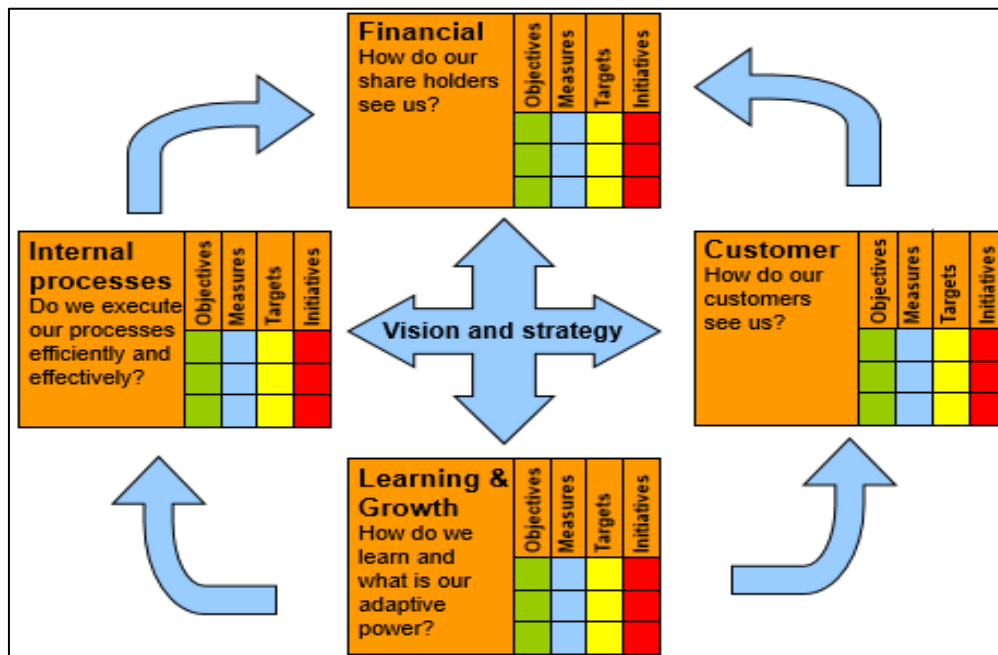 Financial
How do our
share holders
see us?
Objectives
Measures
Targets
Initiatives
Internal
processes
Do we execute
our processes
efficiently and
effectively?
Objectives
Measures
Targets
Initiatives
Vision and strategy
Customer
How do our
customers
see us?
Objectives
Measures
Targets
Initiatives
Learning &
Growth
How do we
learn and
what is our
adaptive
power?
Objectives
Measures
Targets
Initiatives